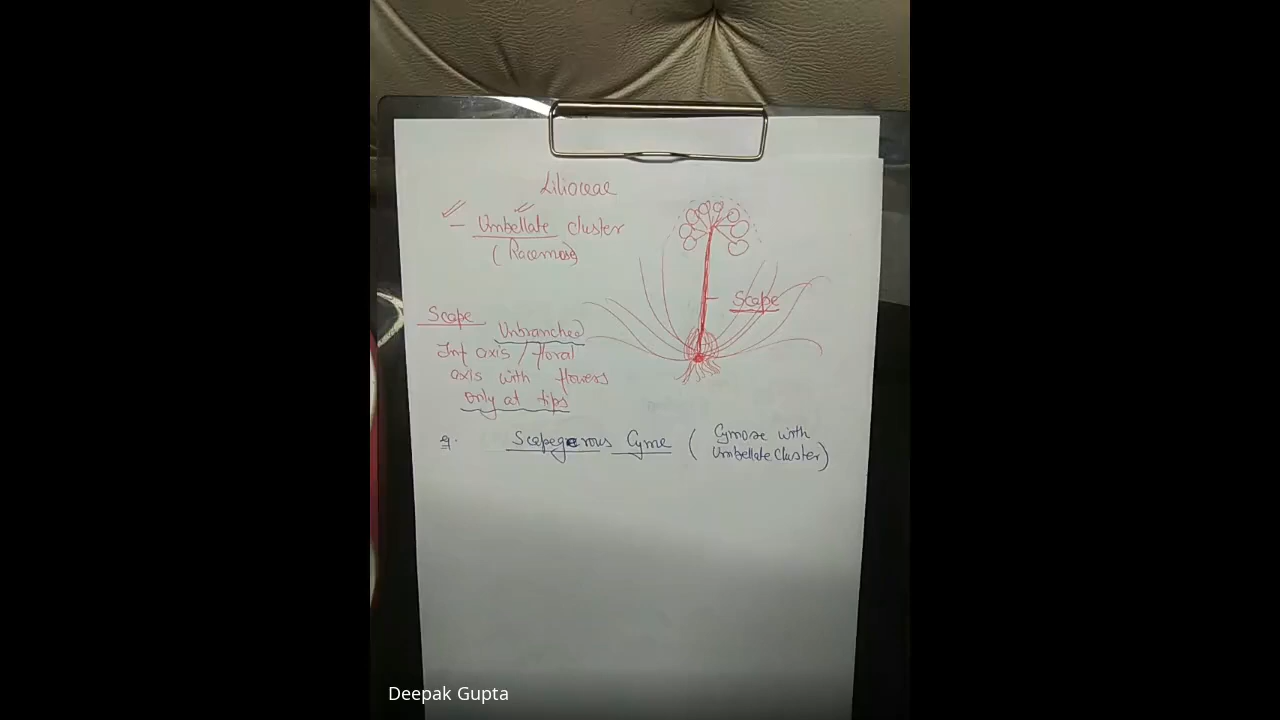 Lilioceae
- Umbellate cluster
(Racemose)
Scape
Scape Unbranched
Inf axis / floral
axis with flowers
only at tips
Scapegerous Cyme ( Cymose with
Umbellate Cluster)
Deepak Gupta